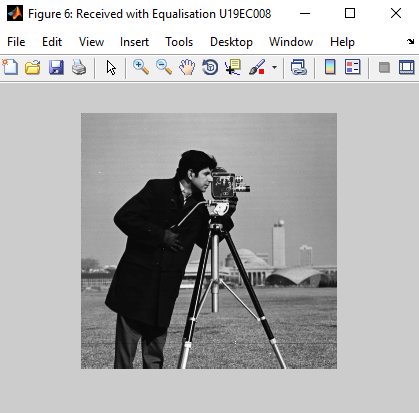 Figure 6: Received with Equalisation U19EC008
File Edit View Insert Tools Desktop Window Help